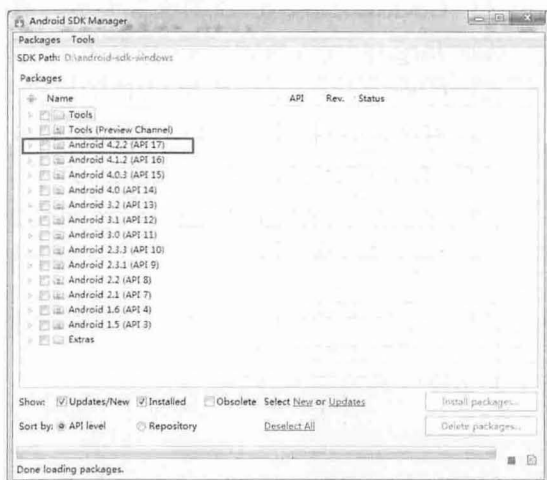 Android SDK Manager
Packages Tools
SDK Path: D:\android-sdk-windows
Packages
Name API Rev. Status
Tools
Tools (Preview Channel)
Android 4.2.2 (API 17)
Android 4.1.2 (API 16)
Android 4.0.3 (API 15)
Android 4.0 (API 14)
Android 3.2 (API 13)
Android 3.1 (API 12)
Android 3.0 (API 11)
Android 2.3.3 (API 10)
Android 2.3.1 (API 9)
Android 2.2 (API 8)
Android 2.1 (API 7)
Android 1.6 (API 4)
Android 1.5 (API 3)
Extras
Show: Updates/New Installed Obsolete Select New or Updates Install packages...
Sort by: API level Repository Deselect All Delete packages...
Done loading packages.